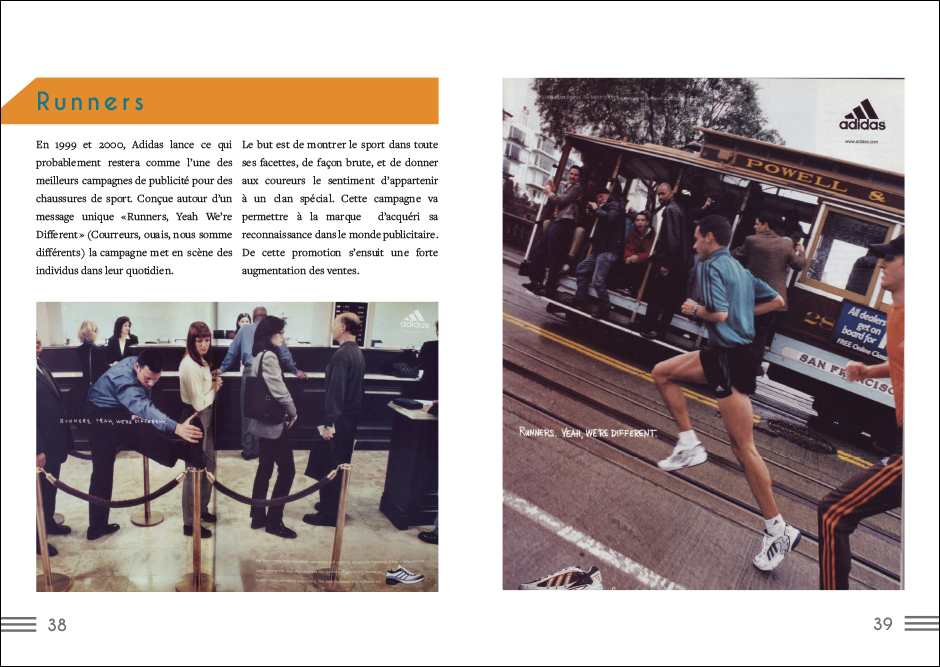 Runners
En 1999 et 2000, Adidas lance ce qui
probablement restera comme l'une des
meilleurs campagnes de publicité pour des
chaussures de sport. Conçue autour d'un
message unique «Runners, Yeah We're
Different» (Courreurs, ouais, nous somme
différents) la campagne met en scène des
individus dans leur quotidien.
Le but est de montrer le sport dans toute
ses facettes, de façon brute, et de donner
aux coureurs le sentiment d'appartenir
à un clan spécial. Cette campagne va
permettre à la marque d'acquéri sa
reconnaissance dans le monde publicitaire.
De cette promotion s'ensuit une forte
augmentation des ventes.
adidas
RUNNERS. YEAH, WE'RE DIFFERENT.
38
adidas
www.adidas.com
POWELL &
28
All dealers
get on
board for
FREE Online
SAN FRANCISCO
RUNNERS. YEAH, WE'RE DIFFERENT.
39